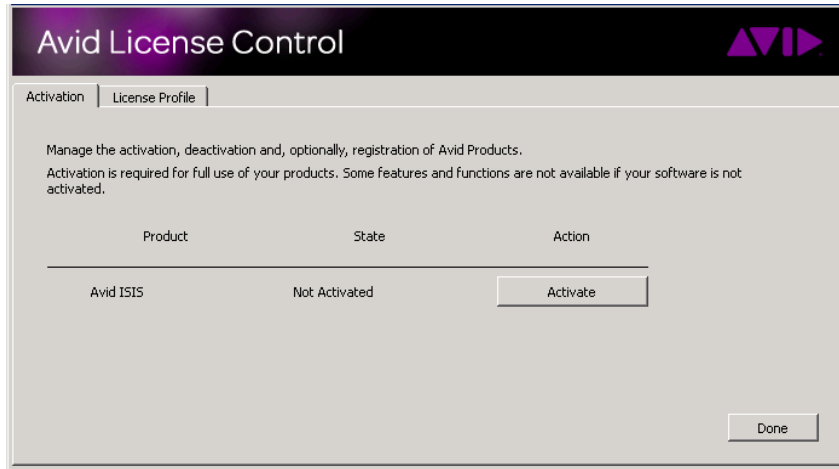 Avid License Control
AVID
Activation
License Profile
Manage the activation, deactivation and, optionally, registration of Avid Products.
Activation is required for full use of your products. Some features and functions are not available if your software is not
activated.
Product State Action
Avid ISIS Not Activated Activate
Done